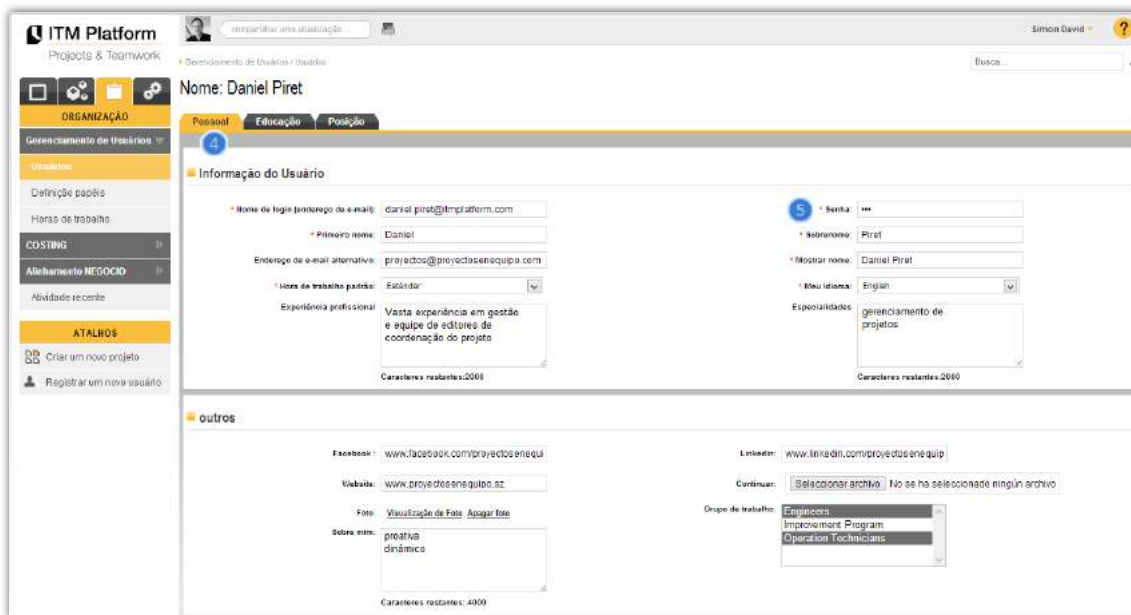 ITM Platform
Projects & Teamwork
compartilhar uma atualização...
Simon David
?
Gerenciamento de Usuários / Usuários
Busca...
Nome: Daniel Piret
ORGANIZAÇÃO
Gerenciamento de Usuários
Usuários
Definição papéis
Horas de trabalho
COSTING
Alinhamento NEGOCIO
Atividade recente
ATALHOS
Criar um novo projeto
Registrar um novo usuário
Pessoal Educação Posição
4
Informação do Usuário
* Nome de login (endereço de e-mail): daniel.piret@itmplatform.com
5 * Senha: •••
* Primeiro nome: Daniel
* Sobrenome: Piret
Endereço de e-mail alternativo: proyectos@proyectosenequipo.com
* Mostrar nome: Daniel Piret
* Hora de trabalho padrão: Estándar
* Meu Idioma: English
Experiência profissional
Vasta experiência em gestão
e equipe de editores de
coordenação do projeto
Caracteres restantes:2000
Especialidades
gerenciamento de
projetos
Caracteres restantes:2000
outros
Facebook : www.facebook.com/proyectosenequi
Linkedin: www.linkedin.com/proyectosenequip
Website: www.proyectosenequipo.sz
Continuar: Seleccionar archivo No se ha seleccionado ningún archivo
Foto: Visualização de Foto Apagar foto
Grupo de trabalho:
Engineers
Improvement Program
Operation Technicians
Sobre mim:
proativa
dinâmico
Caracteres restantes: 4000